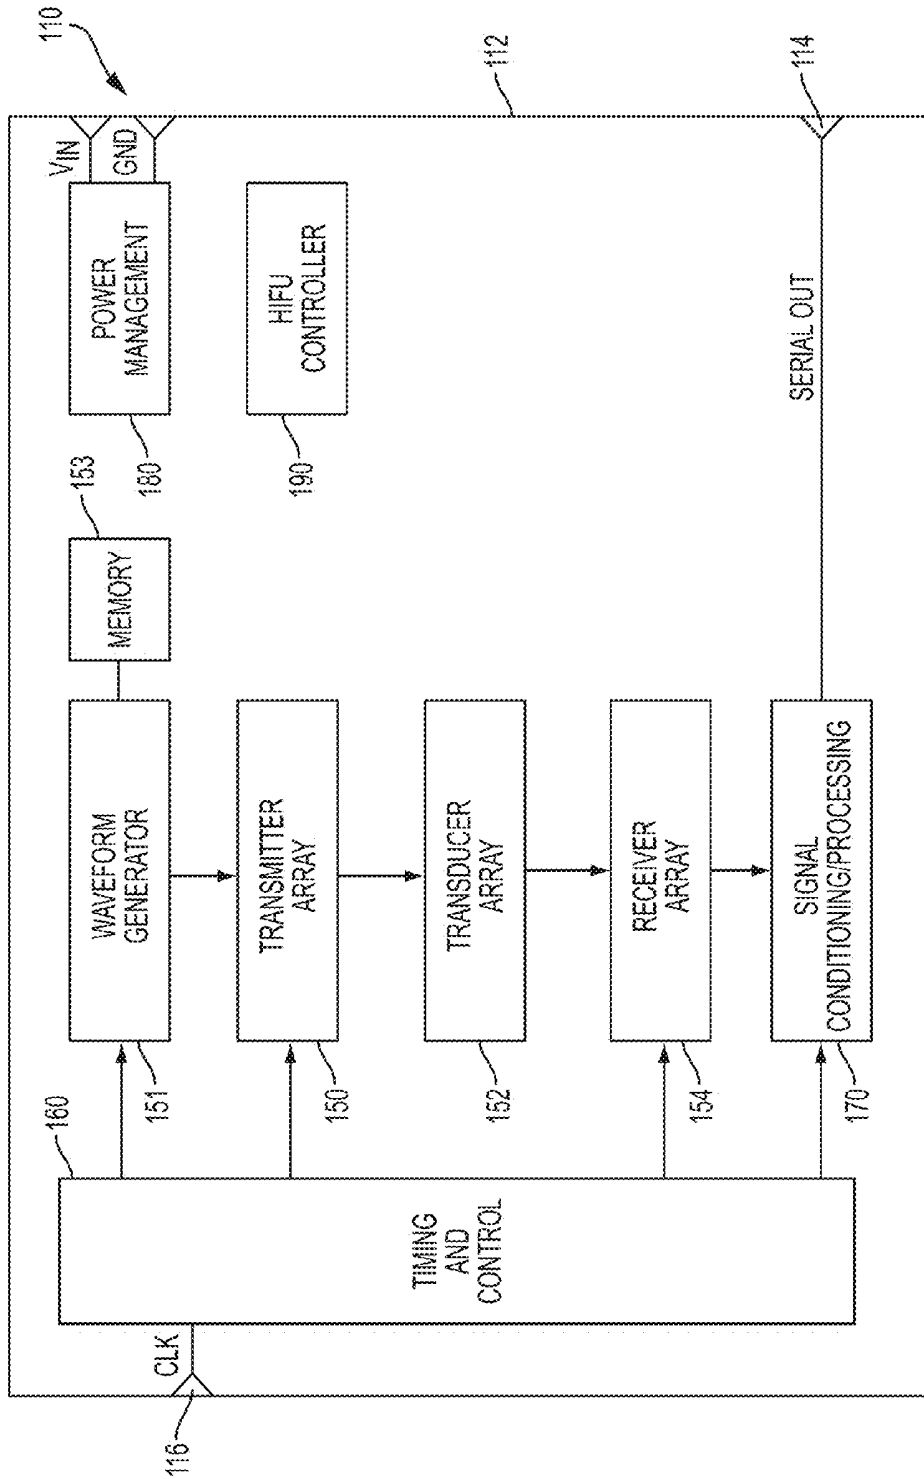 110
VIN
GND
112
114
POWER
MANAGEMENT
180
HIFU
CONTROLLER
190
SERIAL OUT
153
MEMORY
WAVEFORM
GENERATOR
151
TRANSMITTER
ARRAY
150
TRANSDUCER
ARRAY
152
RECEIVER
ARRAY
154
SIGNAL
CONDITIONING/PROCESSING
170
160
TIMING
AND
CONTROL
CLK
116